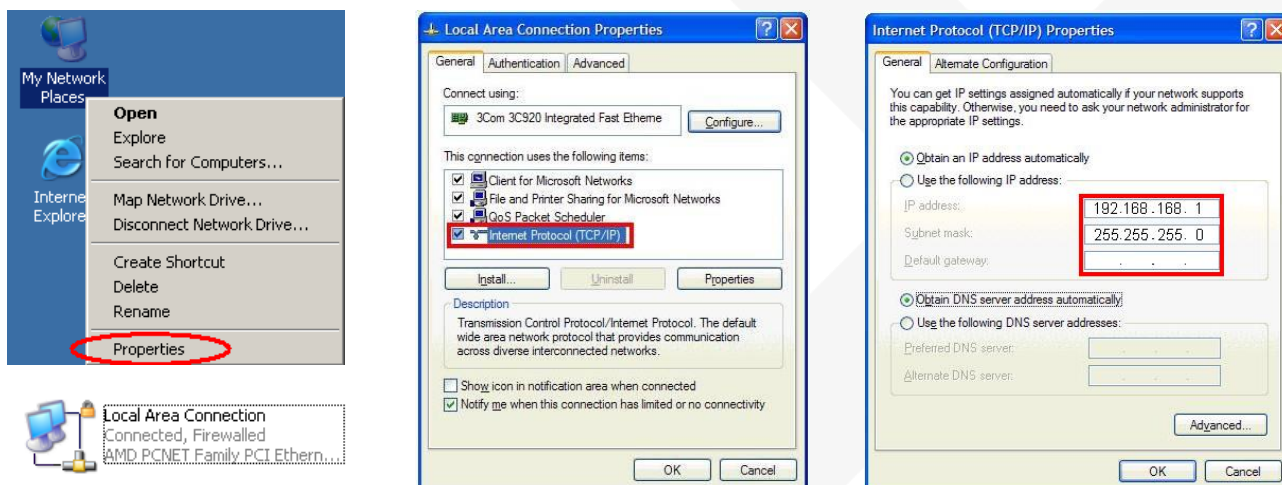 My Network
Places
Open
Explore
Search for Computers...
Map Network Drive...
Disconnect Network Drive...
Create Shortcut
Delete
Rename
Properties
Interne
Explore
Local Area Connection
Connected, Firewalled
AMD PCNET Family PCI Ethern...
Local Area Connection Properties
General
Authentication
Advanced
Connect using:
3Com 3C920 Integrated Fast Etherne
Configure...
This connection uses the following items:
Client for Microsoft Networks
File and Printer Sharing for Microsoft Networks
QoS Packet Scheduler
Internet Protocol (TCP/IP)
Install...
Uninstall
Properties
Description
Transmission Control Protocol/Internet Protocol. The default
wide area network protocol that provides communication
across diverse interconnected networks.
Show icon in notification area when connected
Notify me when this connection has limited or no connectivity
OK
Cancel
Internet Protocol (TCP/IP) Properties
General
Alternate Configuration
You can get IP settings assigned automatically if your network supports
this capability. Otherwise, you need to ask your network administrator for
the appropriate IP settings.
Obtain an IP address automatically
Use the following IP address:
IP address:
192.168.168. 1
Subnet mask:
255.255.255. 0
Default gateway:
. . .
Obtain DNS server address automatically
Use the following DNS server addresses:
Preferred DNS server:
. . .
Alternate DNS server:
. . .
Advanced...
OK
Cancel